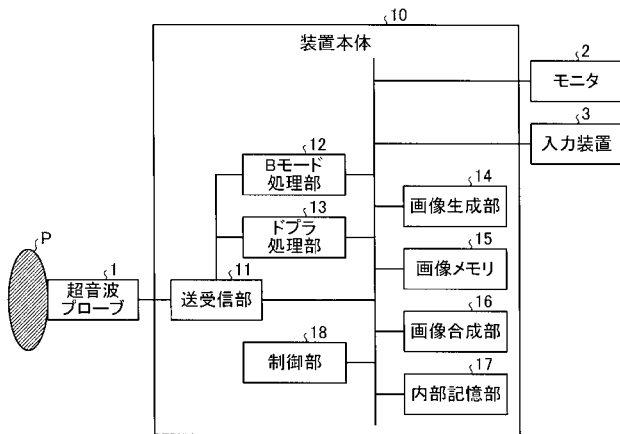 10
装置本体
2
モニタ
3
入力装置
12
Bモード
処理部
13
ドプラ
処理部
14
画像生成部
15
画像メモリ
P
1
超音波
プローブ
11
送受信部
16
画像合成部
18
制御部
17
内部記憶部